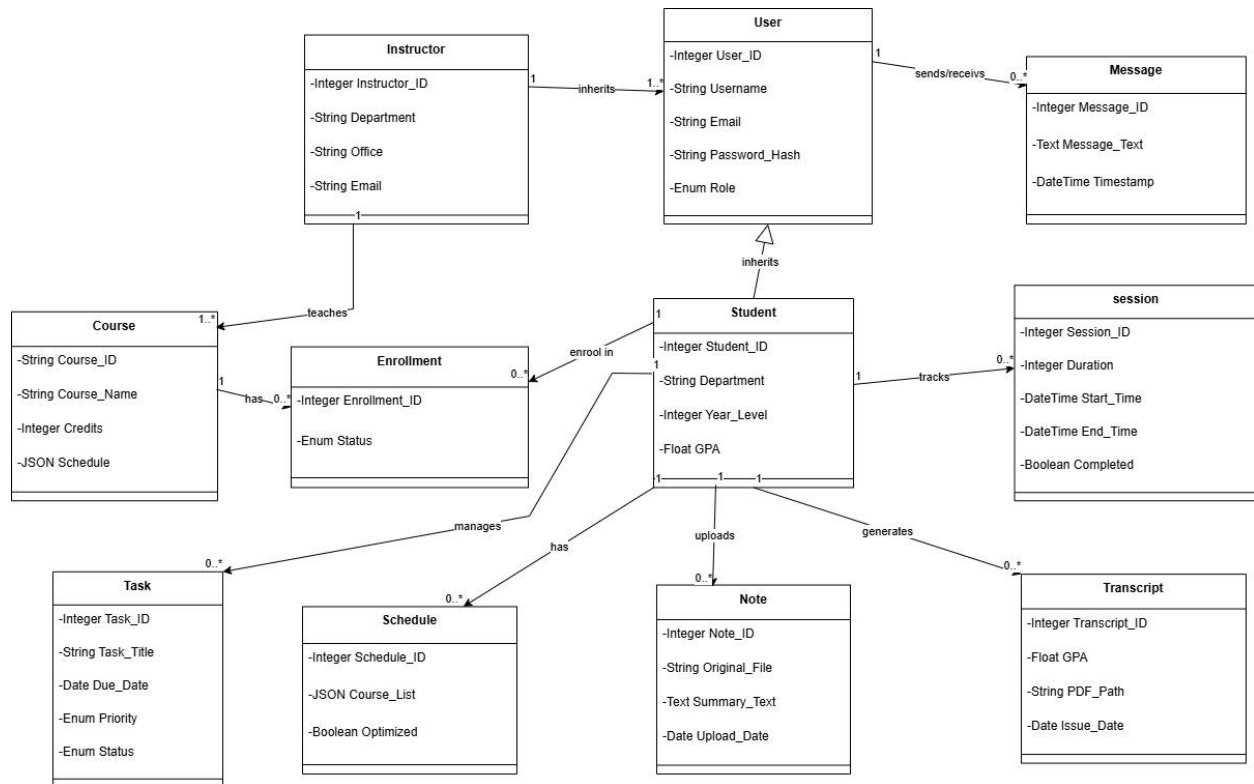 User
-Integer User_ID
-String Username
-String Email
-String Password_Hash
-Enum Role
Instructor
-Integer Instructor_ID
-String Department
-String Office
-String Email
1
1
inherits
1..*
1
sends/receivs
0..*
Message
-Integer Message_ID
-Text Message_Text
-DateTime Timestamp
inherits
1
teaches
1..*
Course
-String Course_ID
-String Course_Name
-Integer Credits
-JSON Schedule
1
has
0..*
Enrollment
-Integer Enrollment_ID
-Enum Status
1
enrool in
0..*
Student
-Integer Student_ID
-String Department
-Integer Year_Level
-Float GPA
1
tracks
0..*
session
-Integer Session_ID
-Integer Duration
-DateTime Start_Time
-DateTime End_Time
-Boolean Completed
manages
0..*
1
has
0..*
1
uploads
0..*
1
generates
0..*
Task
-Integer Task_ID
-String Task_Title
-Date Due_Date
-Enum Priority
-Enum Status
Schedule
-Integer Schedule_ID
-JSON Course_List
-Boolean Optimized
Note
-Integer Note_ID
-String Original_File
-Text Summary_Text
-Date Upload_Date
Transcript
-Integer Transcript_ID
-Float GPA
-String PDF_Path
-Date Issue_Date